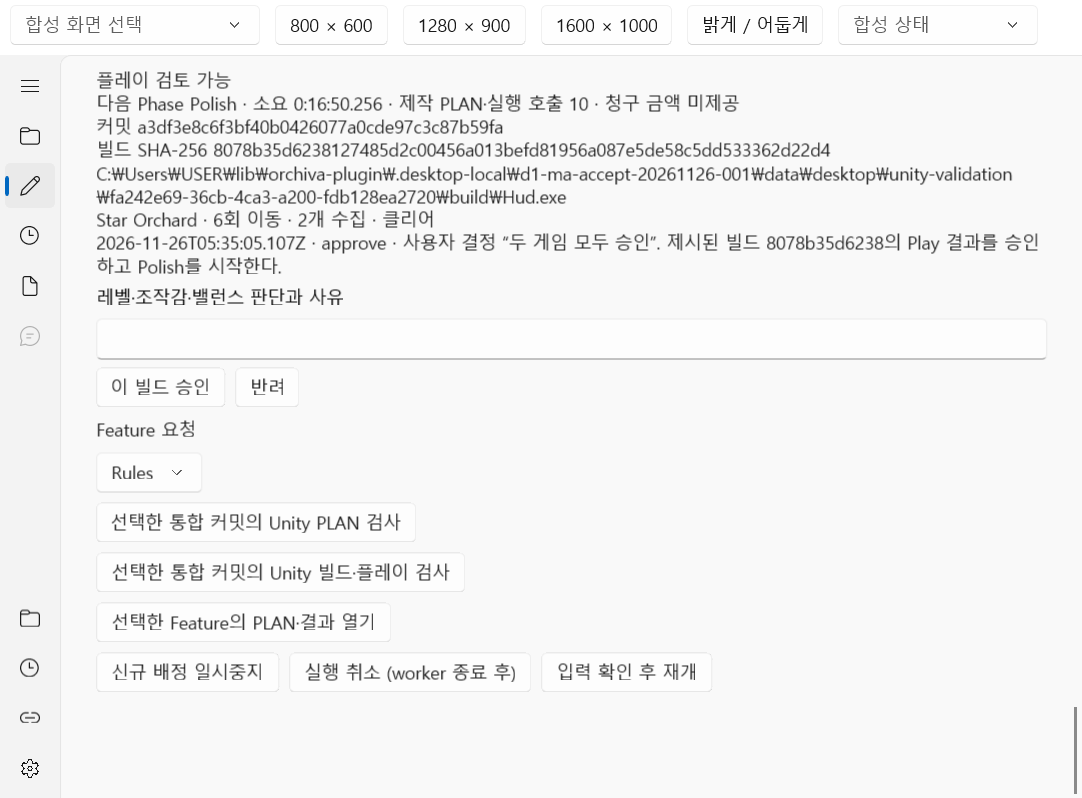 합성 화면 선택
800 × 600
1280 × 900
1600 × 1000
밝게 / 어둡게
합성 상태
플레이 검토 가능
다음 Phase Polish · 소요 0:16:50.256 · 제작 PLAN·실행 호출 10 · 청구 금액 미제공
커밋 a3df3e8c6f3bf40b0426077a0cde97c3c87b59fa
빌드 SHA-256 8078b35d6238127485d2c00456a013befd81956a087e5de58c5dd533362d22d4
C:₩Users₩USER₩lib₩orchiva-plugin₩.desktop-local₩d1-ma-accept-20261126-001₩data₩desktop₩unity-validation
₩fa242e69-36cb-4ca3-a200-fdb128ea2720₩build₩Hud.exe
Star Orchard · 6회 이동 · 2개 수집 · 클리어
2026-11-26T05:35:05.107Z · approve · 사용자 결정 “두 게임 모두 승인”. 제시된 빌드 8078b35d6238의 Play 결과를 승인
하고 Polish를 시작한다.
레벨·조작감·밸런스 판단과 사유
이 빌드 승인
반려
Feature 요청
Rules
선택한 통합 커밋의 Unity PLAN 검사
선택한 통합 커밋의 Unity 빌드·플레이 검사
선택한 Feature의 PLAN·결과 열기
신규 배정 일시중지
실행 취소 (worker 종료 후)
입력 확인 후 재개